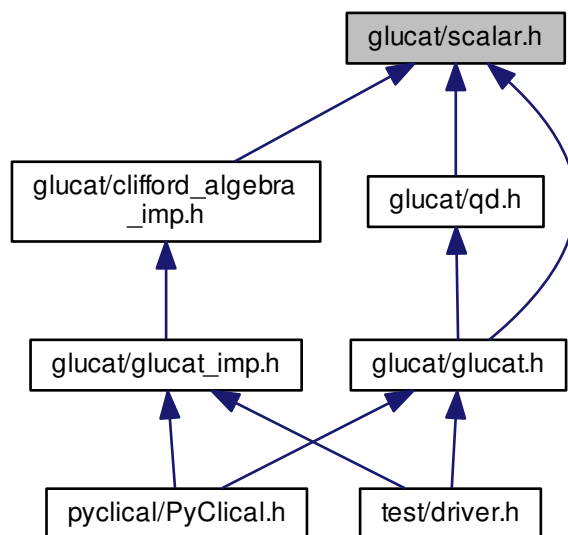 glucat/scalar.h
glucat/clifford_algebra
_imp.h
glucat/qd.h
glucat/glucat_imp.h
glucat/glucat.h
pyclical/PyClical.h
test/driver.h